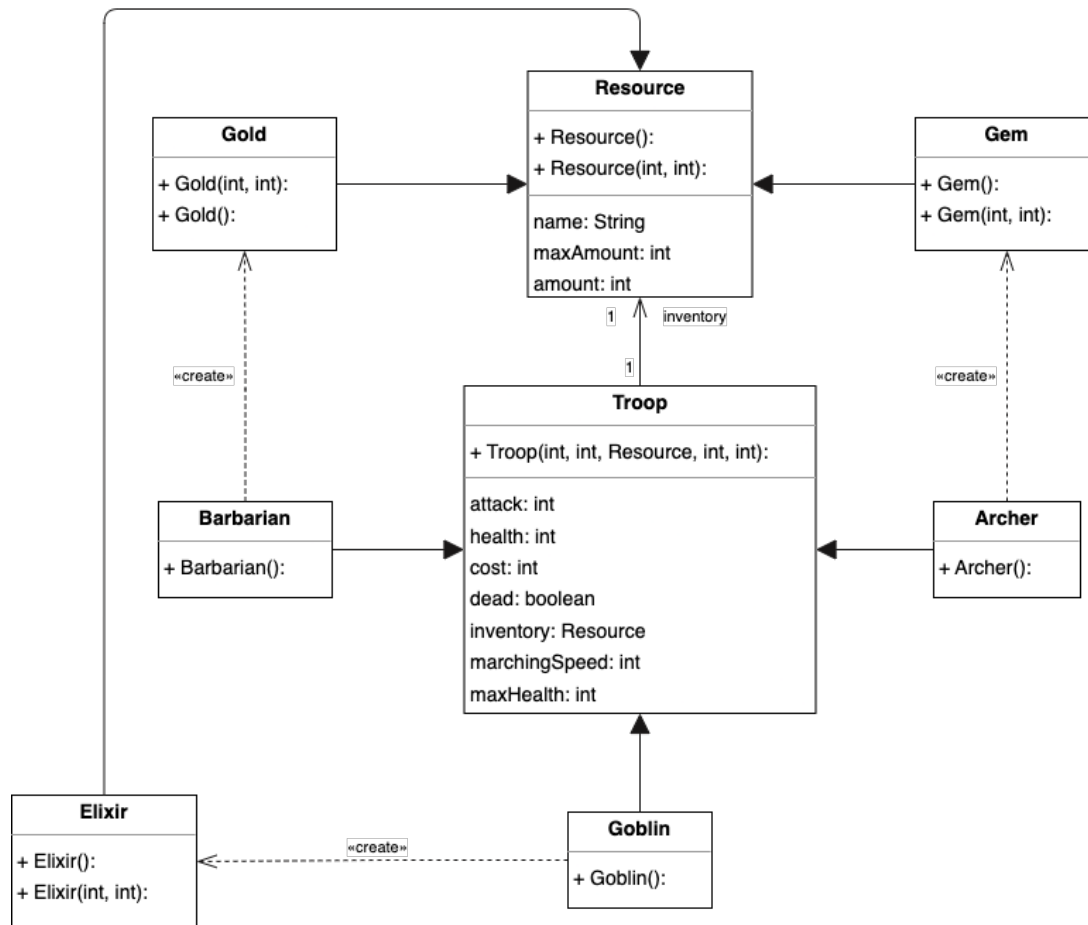 Resource
+ Resource():
+ Resource(int, int):
name: String
maxAmount: int
amount: int
Gold
+ Gold(int, int):
+ Gold():
Gem
+ Gem():
+ Gem(int, int):
1
inventory
1
«create»
«create»
Troop
+ Troop(int, int, Resource, int, int):
attack: int
health: int
cost: int
dead: boolean
inventory: Resource
marchingSpeed: int
maxHealth: int
Barbarian
+ Barbarian():
Archer
+ Archer():
Elixir
+ Elixir():
+ Elixir(int, int):
«create»
Goblin
+ Goblin():